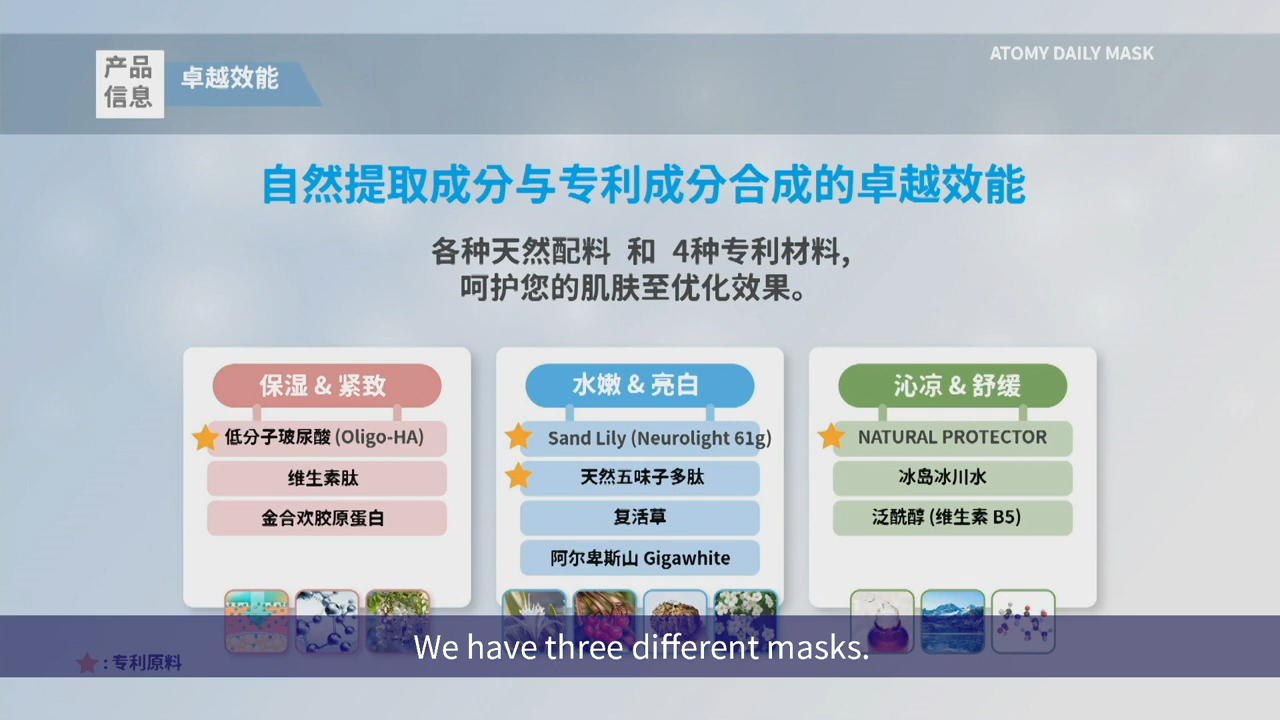 ATOMY DAILY MASK
产品
信息
卓越效能
自然提取成分与专利成分合成的卓越效能
各种天然配料 和 4种专利材料,
呵护您的肌肤至优化效果。
保湿 & 紧致
低分子玻尿酸 (Oligo-HA)
维生素肽
金合欢胶原蛋白
水嫩 & 亮白
Sand Lily (Neurolight 61g)
天然五味子多肽
复活草
阿尔卑斯山 Gigawhite
沁凉 & 舒缓
NATURAL PROTECTOR
冰岛冰川水
泛酰醇 (维生素 B5)
We have three different masks.
: 专利原料